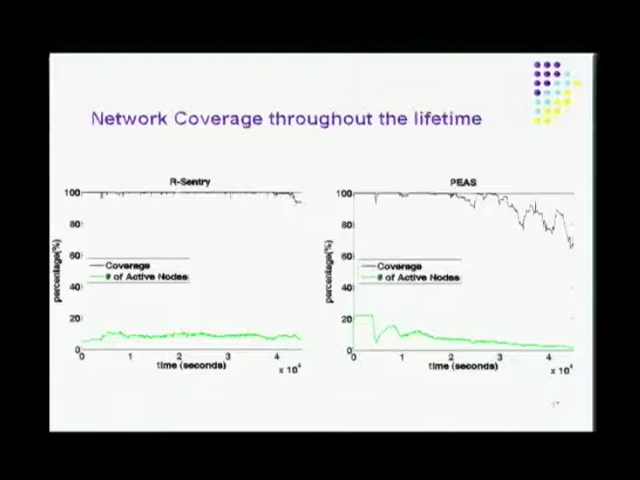 Network Coverage throughout the lifetime
R-Sentry
100
80
60
40
20
0
percentage(%)
Coverage
# of Active Nodes
0 1 2 3 4
time (seconds)
x 10⁴
PEAS
100
80
60
40
20
0
percentage(%)
Coverage
# of Active Nodes
0 1 2 3 4
time (seconds)
x 10⁴